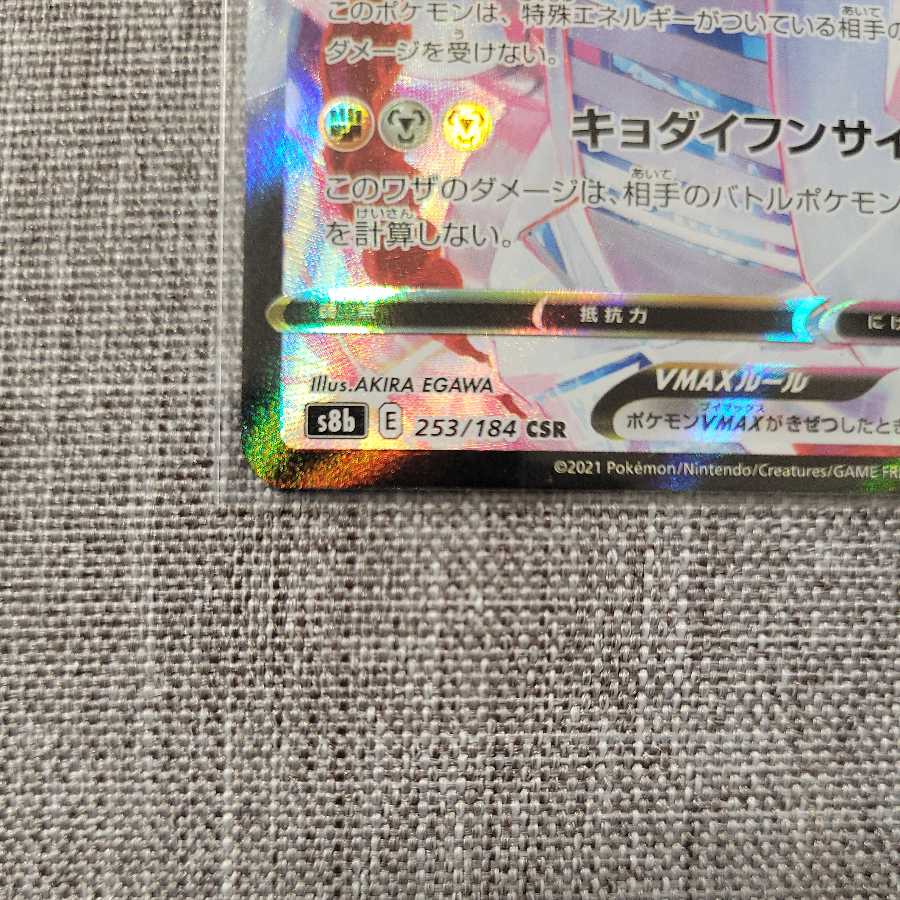 このポケモンは、特殊エネルギーがついている相手の
ダメージを受けない。
キョダイフンサイ
このワザのダメージは、相手のバトルポケモン
を計算しない。
弱点 抵抗力 にげ
Illus.AKIRA EGAWA
VMAXルール
s8b E 253/184 CSR
ポケモンVMAXがきぜつしたとき
©2021 Pokémon/Nintendo/Creatures/GAME FR